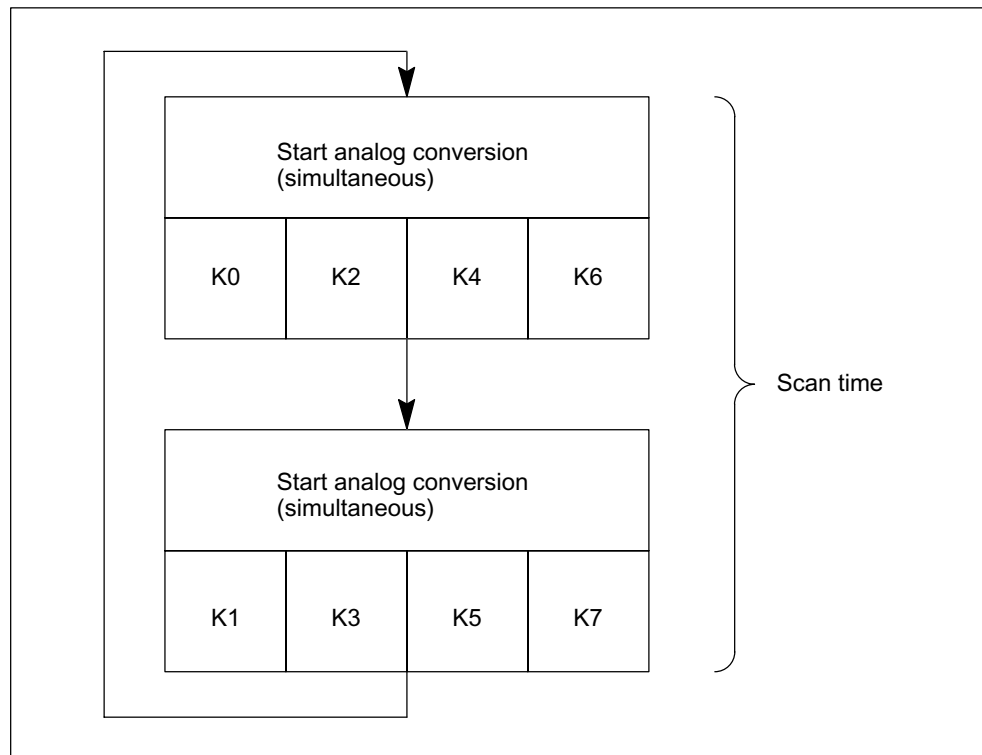 Start analog conversion
(simultaneous)
K0 K2 K4 K6
Scan time
Start analog conversion
(simultaneous)
K1 K3 K5 K7